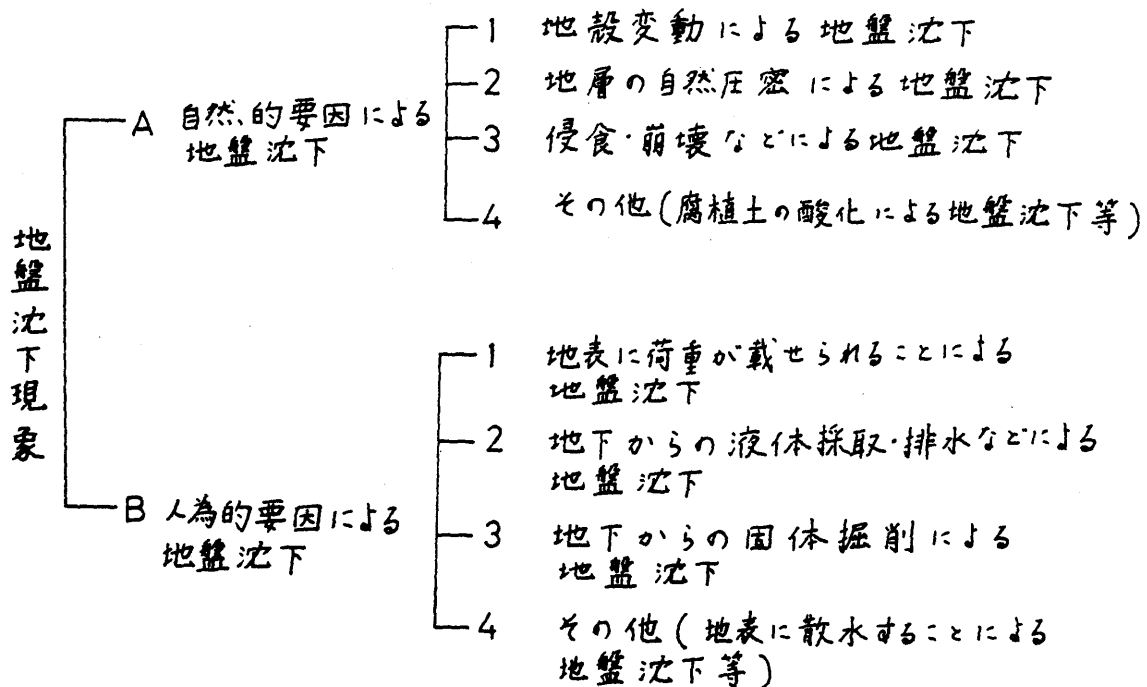 地盤沈下現象
A 自然的要因による
地盤沈下
1 地殻変動による地盤沈下
2 地層の自然圧密による地盤沈下
3 侵食・崩壊などによる地盤沈下
4 その他(腐植土の酸化による地盤沈下等)
B 人為的要因による
地盤沈下
1 地表に荷重が載せられることによる
地盤沈下
2 地下からの液体採取・排水などによる
地盤沈下
3 地下からの固体掘削による
地盤沈下
4 その他(地表に散水することによる
地盤沈下等)